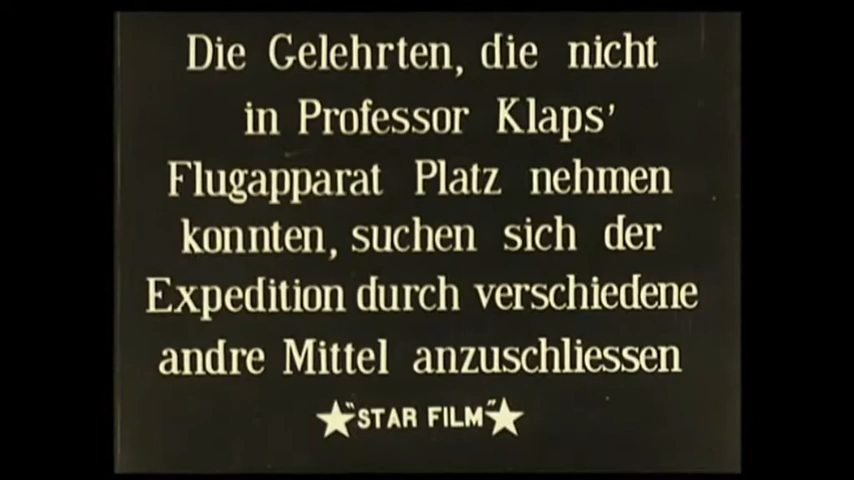 Die Gelehrten, die nicht
in Professor Klaps'
Flugapparat Platz nehmen
konnten, suchen sich der
Expedition durch verschiedene
andre Mittel anzuschliessen
"STAR FILM"